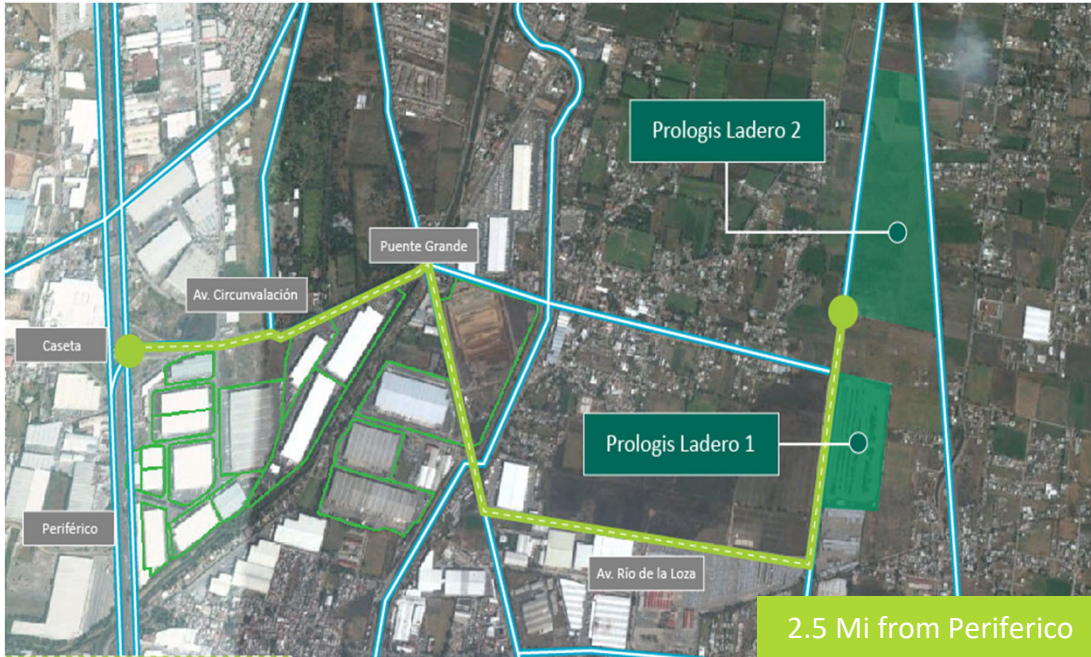 Prologis Ladero 2
Puente Grande
Av. Circunvalación
Caseta
Prologis Ladero 1
Periférico
Av. Río de la Loza
2.5 Mi from Periferico